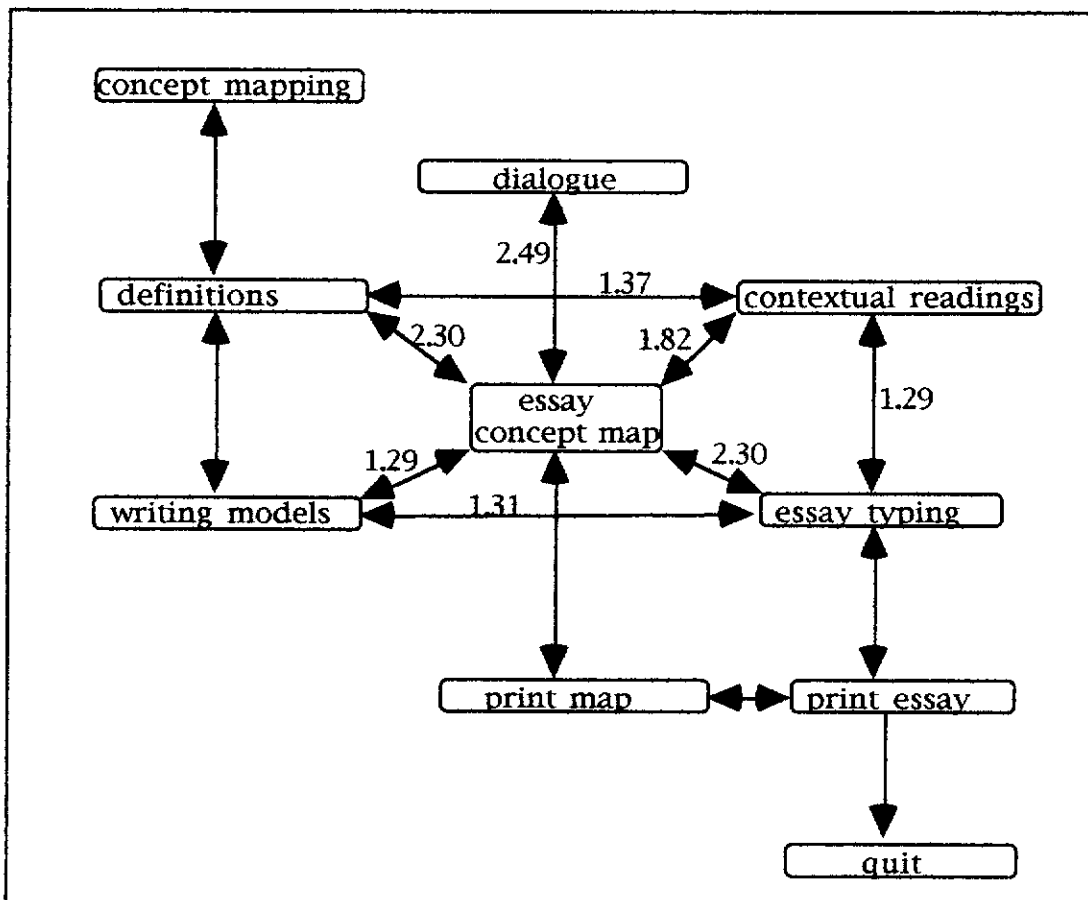 concept mapping
dialogue
2.49
definitions
1.37
contextual readings
2.30
1.82
essay
concept map
1.29
1.29
2.30
writing models
1.31
essay typing
print map
print essay
quit